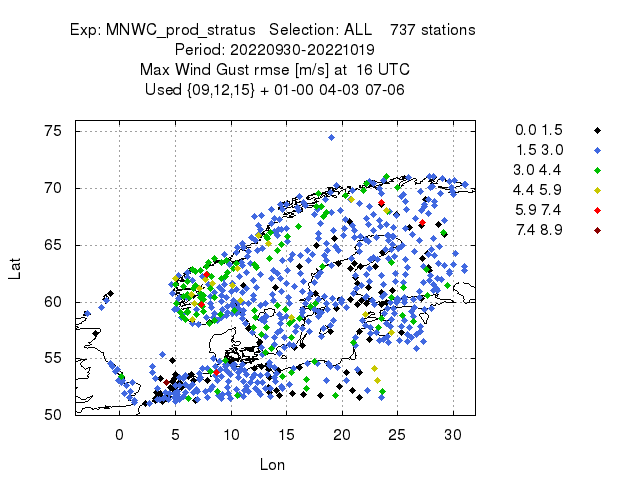 Exp: MNWC_prod_stratus   Selection: ALL    737 stations
Period: 20220930-20221019
Max Wind Gust rmse [m/s] at  16 UTC
Used {09,12,15} + 01-00 04-03 07-06
0.0 1.5
1.5 3.0
3.0 4.4
4.4 5.9
5.9 7.4
7.4 8.9
75
70
65
60
55
50
Lat
0 5 10 15 20 25 30
Lon